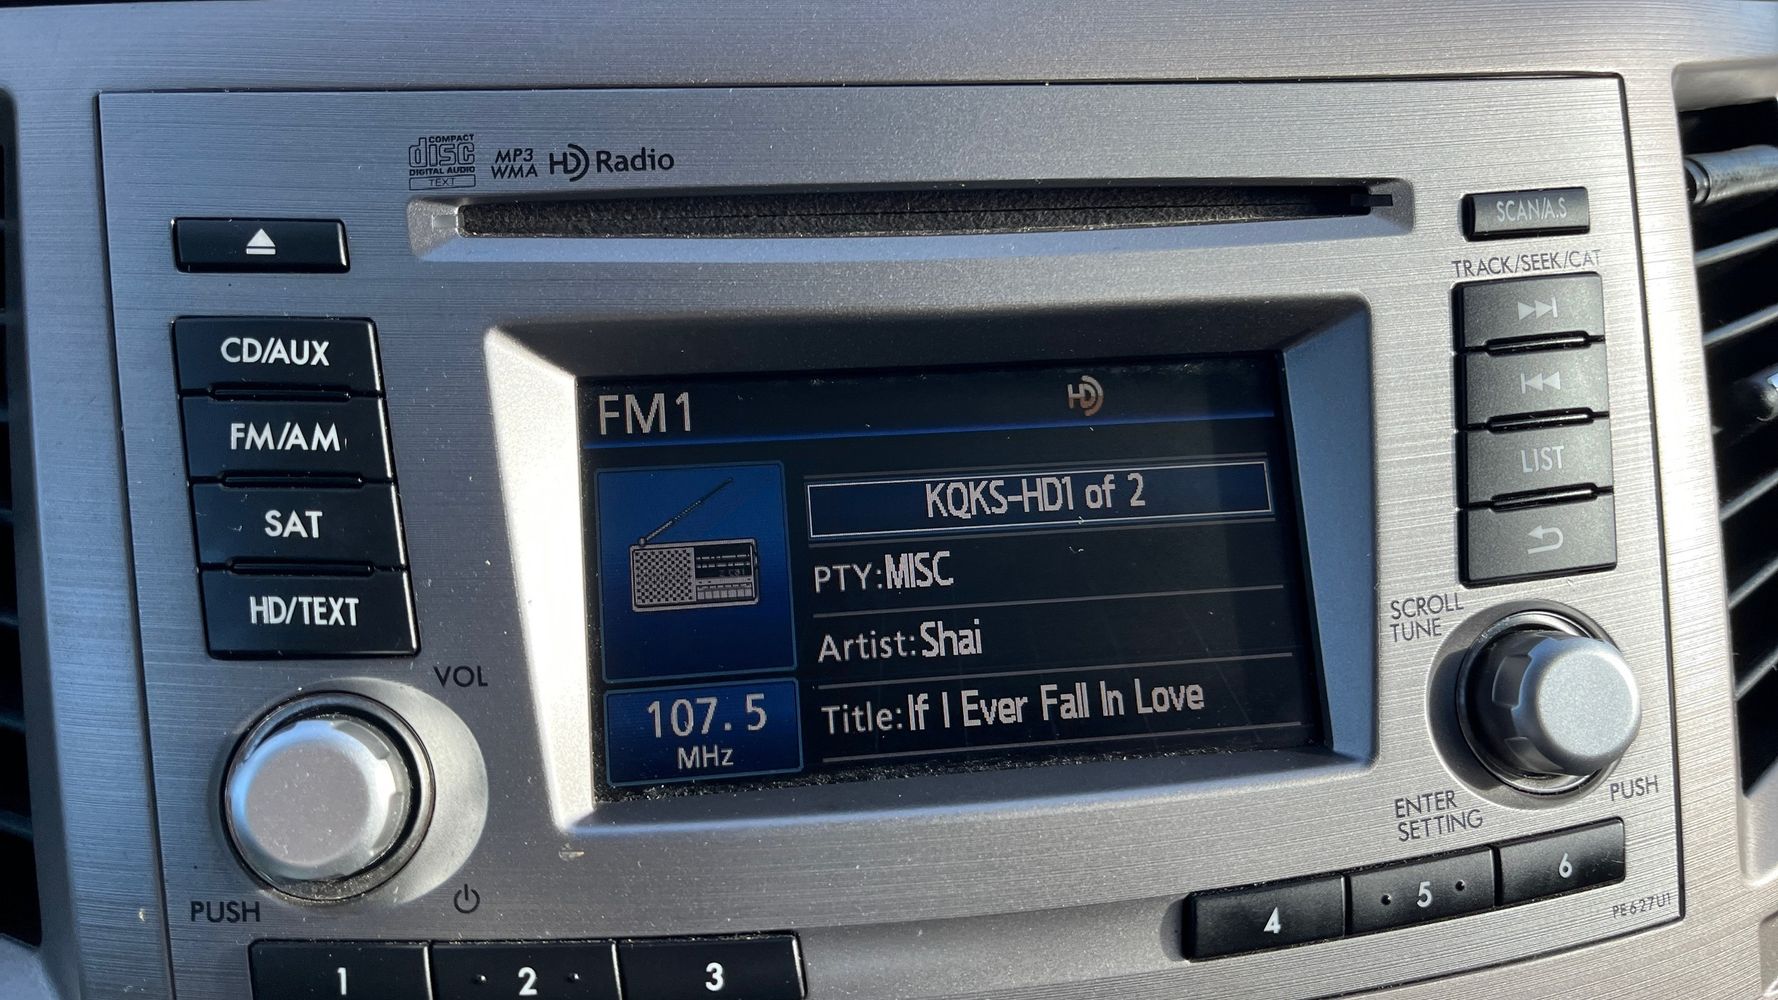 COMPACT
disc
DIGITAL AUDIO
TEXT
MP3
WMA
HD Radio
SCAN/A.S
TRACK/SEEK/CAT
CD/AUX
FM/AM
SAT
HD/TEXT
LIST
FM1
HD
KQKS-HD1 of 2
PTY:MISC
Artist:Shai
Title:If I Ever Fall In Love
107.5
MHz
SCROLL
TUNE
VOL
PUSH
ENTER
SETTING
PUSH
1
2
3
4
5
6
PE627U1